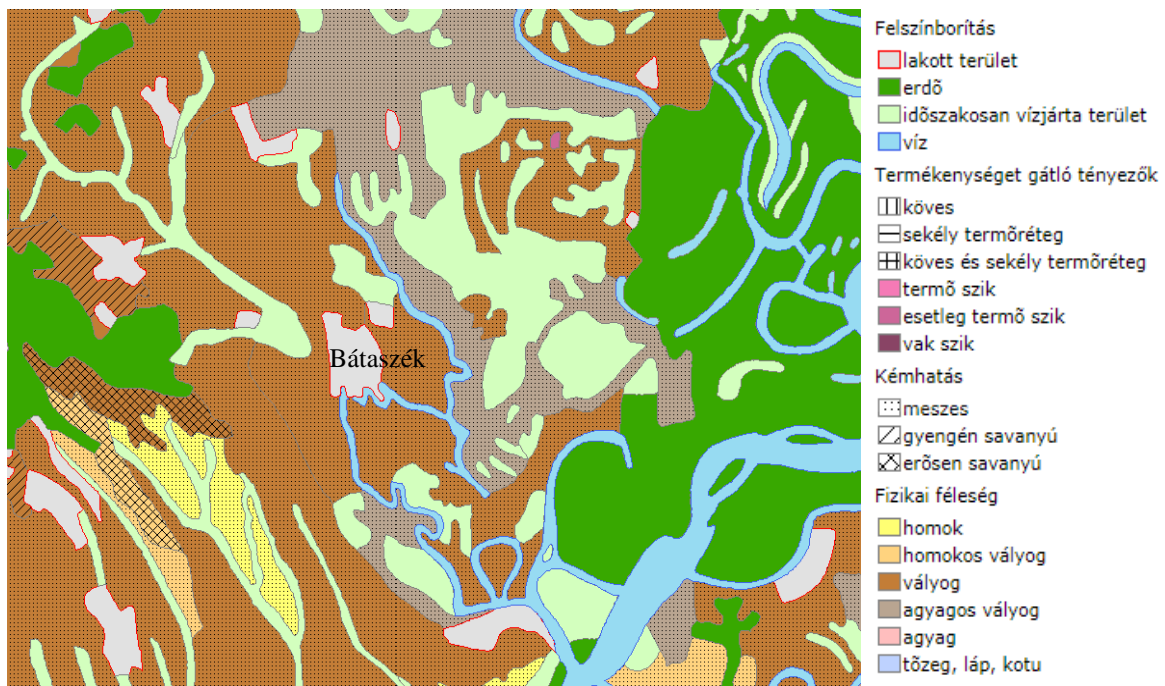 Bátaszék
Felszínborítás
lakott terület
erdõ
idõszakosan vízjárta terület
víz
Termékenységet gátló tényezõk
köves
sekély termõréteg
köves és sekély termõréteg
termõ szik
esetleg termõ szik
vak szik
Kémhatás
meszes
gyengén savanyú
erõsen savanyú
Fizikai féleség
homok
homokos vályog
vályog
agyagos vályog
agyag
tõzeg, láp, kotu